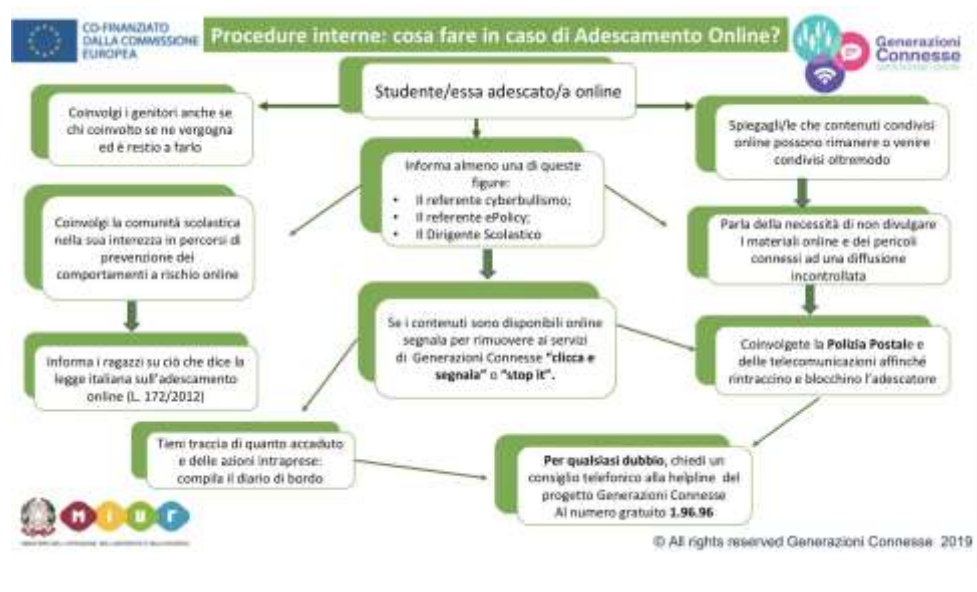 CO-FINANZIATO
DALLA COMMISSIONE
EUROPEA
Procedure interne: cosa fare in caso di Adescamento Online?
Generazioni
Connesse
Studente/essa adescato/a online
Coinvolgi i genitori anche se
chi coinvolto se ne vergogna
ed è restio a farlo
Spiegagli/le che contenuti condivisi
online possono rimanere o venire
condivisi oltremodo
Informa almeno una di queste
figure:
• Il referente cyberbullismo;
• Il referente ePolicy;
• Il Dirigente Scolastico
Coinvolgi la comunità scolastica
nella sua interezza in percorsi di
prevenzione dei
comportamenti a rischio online
Parla della necessità di non divulgare
I materiali online e dei pericoli
connessi ad una diffusione
incontrollata
Se i contenuti sono disponibili online
segnala per rimuovere ai servizi
di Generazioni Connesse "clicca e
segnala" o "stop it".
Informa i ragazzi su ciò che dice la
legge italiana sull'adescamento
online (L. 172/2012)
Coinvolgete la Polizia Postale e
delle telecomunicazioni affinché
rintraccino e blocchino l'adescatore
Tieni traccia di quanto accaduto
e delle azioni intraprese:
compila il diario di bordo
Per qualsiasi dubbio, chiedi un
consiglio telefonico alla helpline del
progetto Generazioni Connesse
Al numero gratuito 1.96.96
MIUR
© All rights reserved Generazioni Connesse 2019